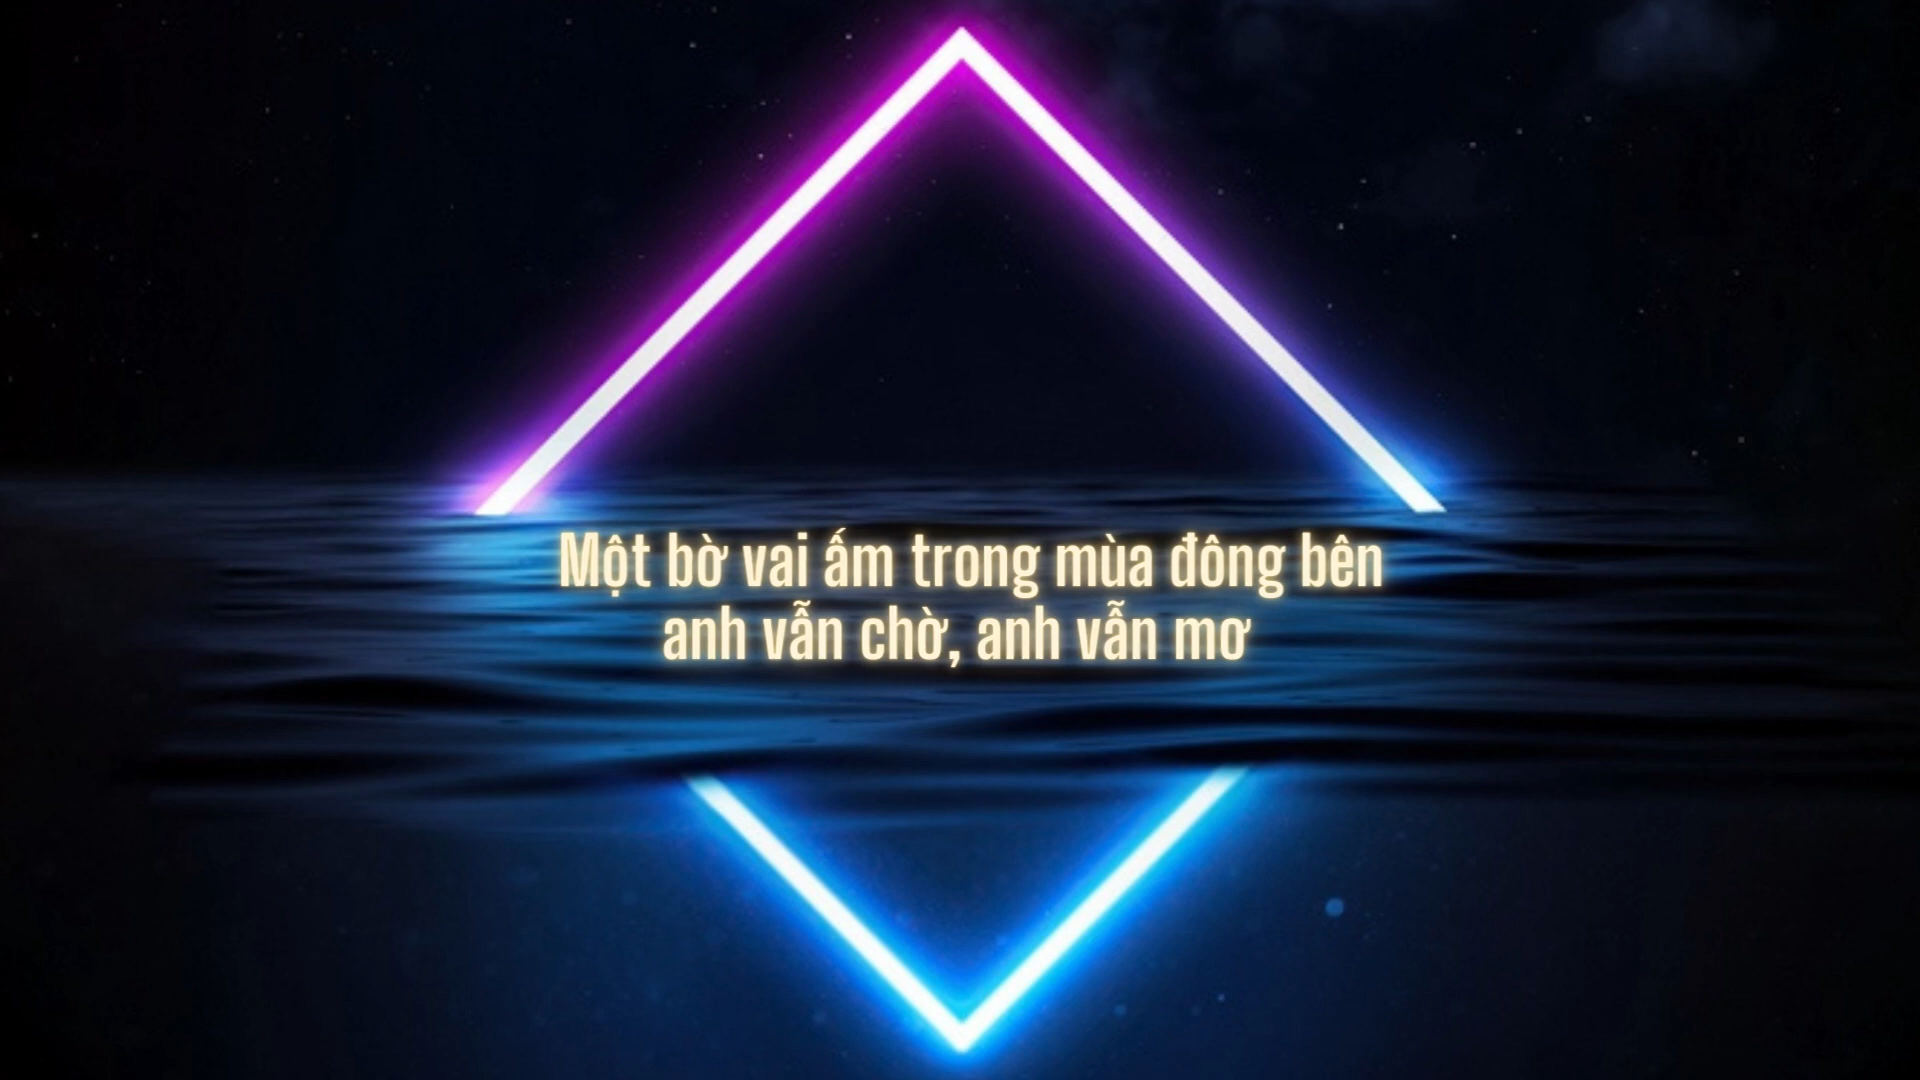 Một bờ vai ấm trong mùa đông bên
anh vẫn chờ, anh vẫn mơ